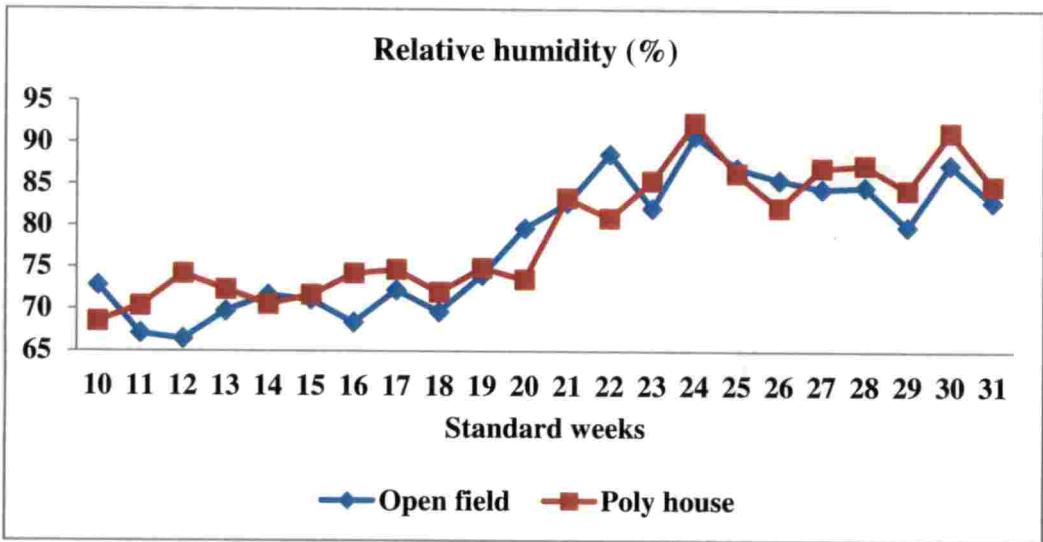 Relative humidity (%)
95
90
85
80
75
70
65
10 11 12 13 14 15 16 17 18 19 20 21 22 23 24 25 26 27 28 29 30 31
Standard weeks
Open field Poly house